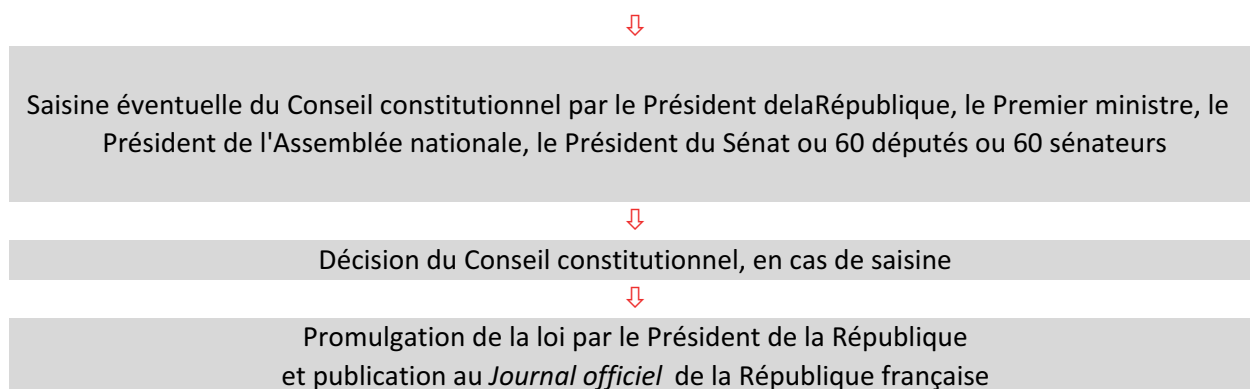 Saisine éventuelle du Conseil constitutionnel par le Président delaRépublique, le Premier ministre, le
Président de l'Assemblée nationale, le Président du Sénat ou 60 députés ou 60 sénateurs
Décision du Conseil constitutionnel, en cas de saisine
Promulgation de la loi par le Président de la République
et publication au Journal officiel de la République française